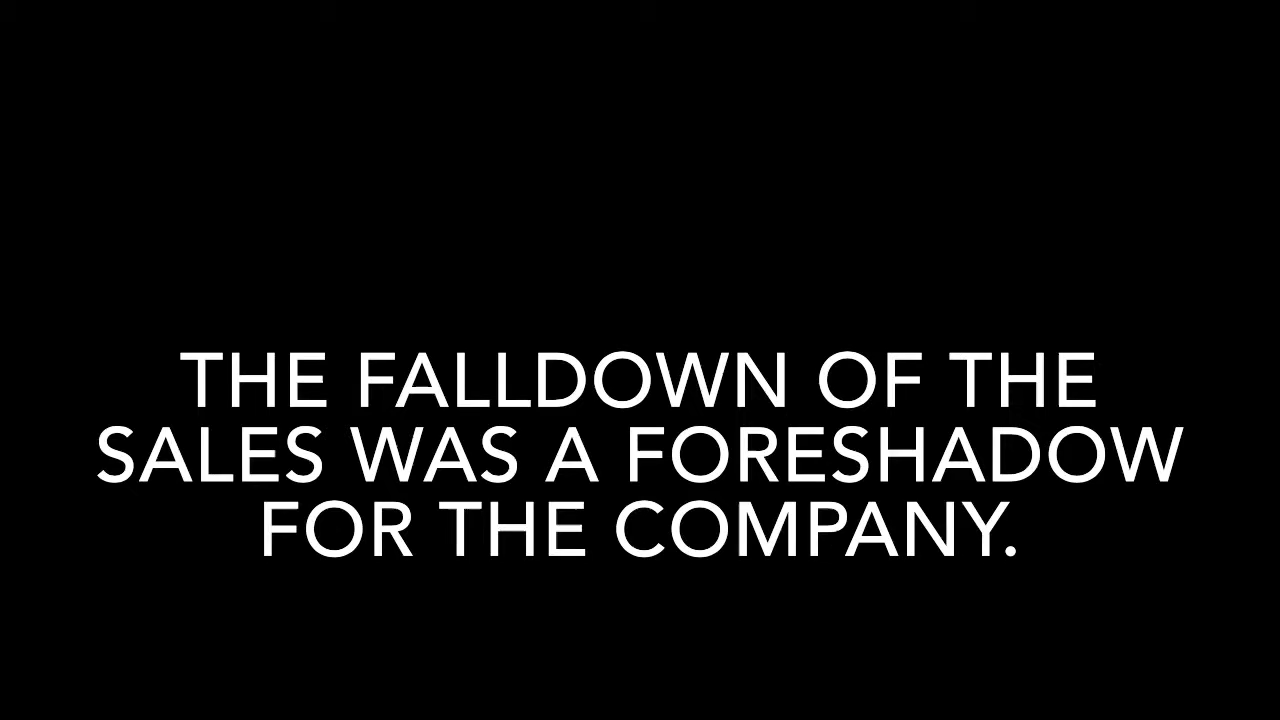 THE FALLDOWN OF THE
SALES WAS A FORESHADOW
FOR THE COMPANY.